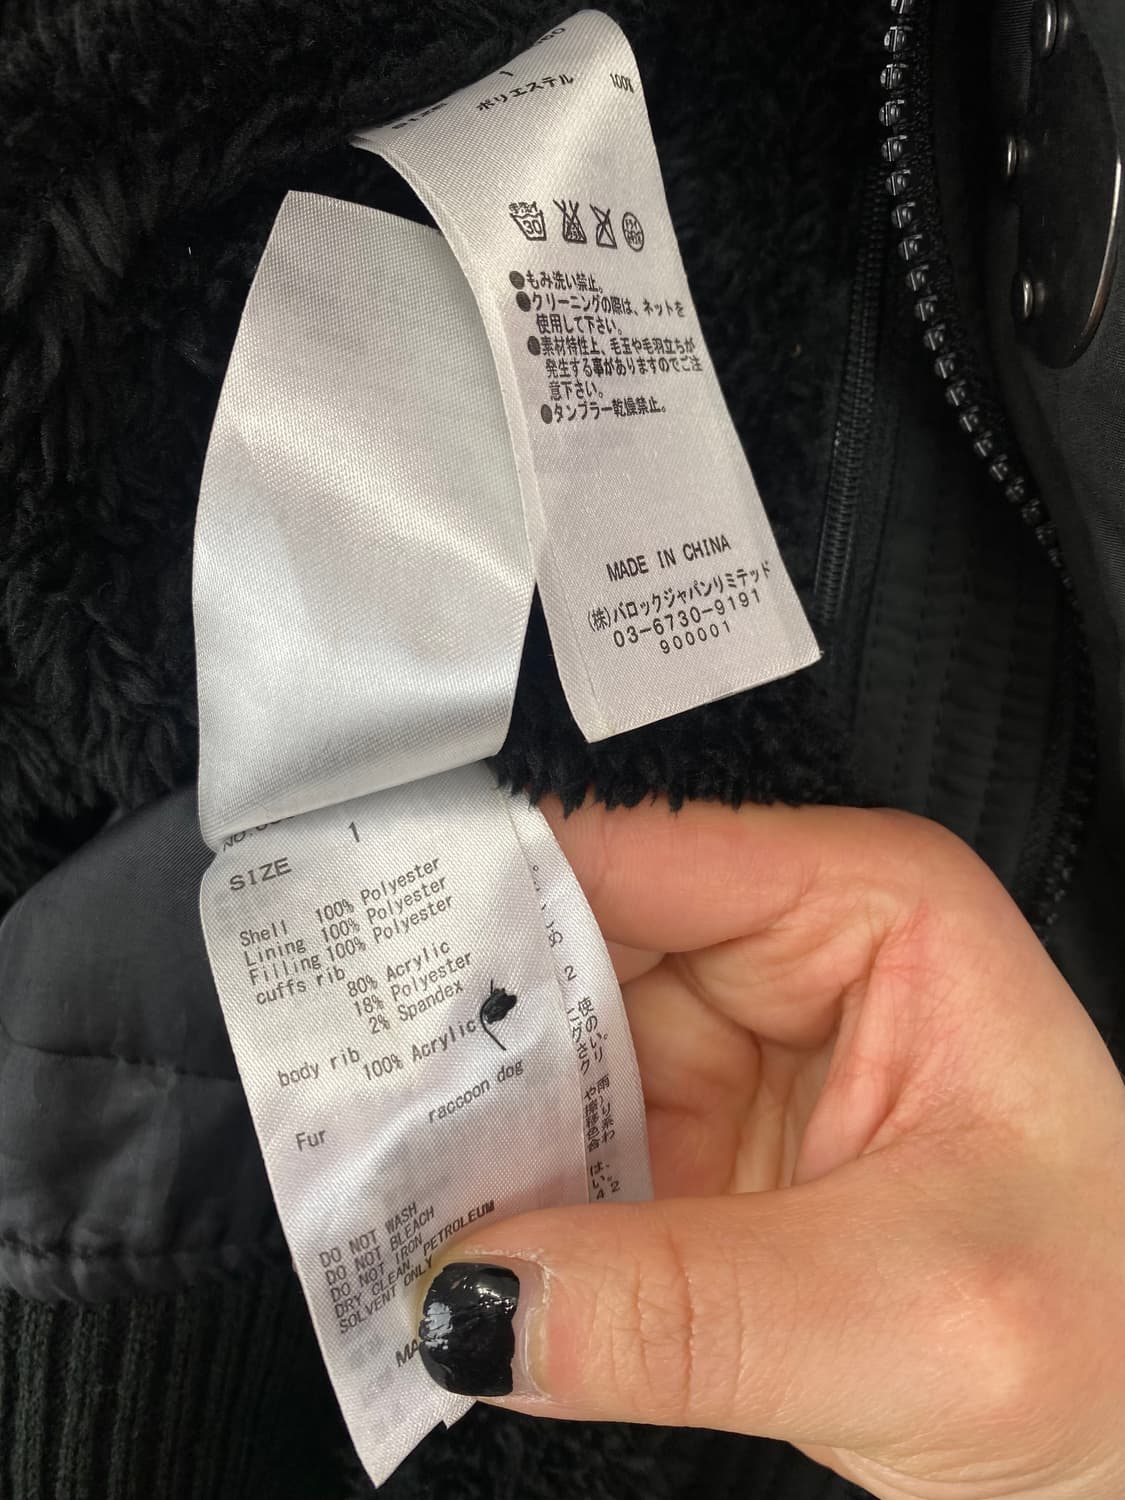 SIZE 1
ポリエステル 100%
30
●もみ洗い禁止。
●クリーニングの際は、ネットを
使用して下さい。
●素材特性上、毛玉や毛羽立ちが
発生する事がありますのでご注
意下さい。
●タンブラー乾燥禁止。
MADE IN CHINA
(株)バロックジャパンリミテッド
03-6730-9191
900001
SIZE 1
Shell 100% Polyester
Lining 100% Polyester
Filling 100% Polyester
cuffs rib
80% Acrylic
18% Polyester
2% Spandex
body rib
100% Acrylic
raccoon dog
Fur
DO NOT WASH
DO NOT BLEACH
DO NOT IRON
DRY CLEAN PETROLEUM
SOLVENT ONLY